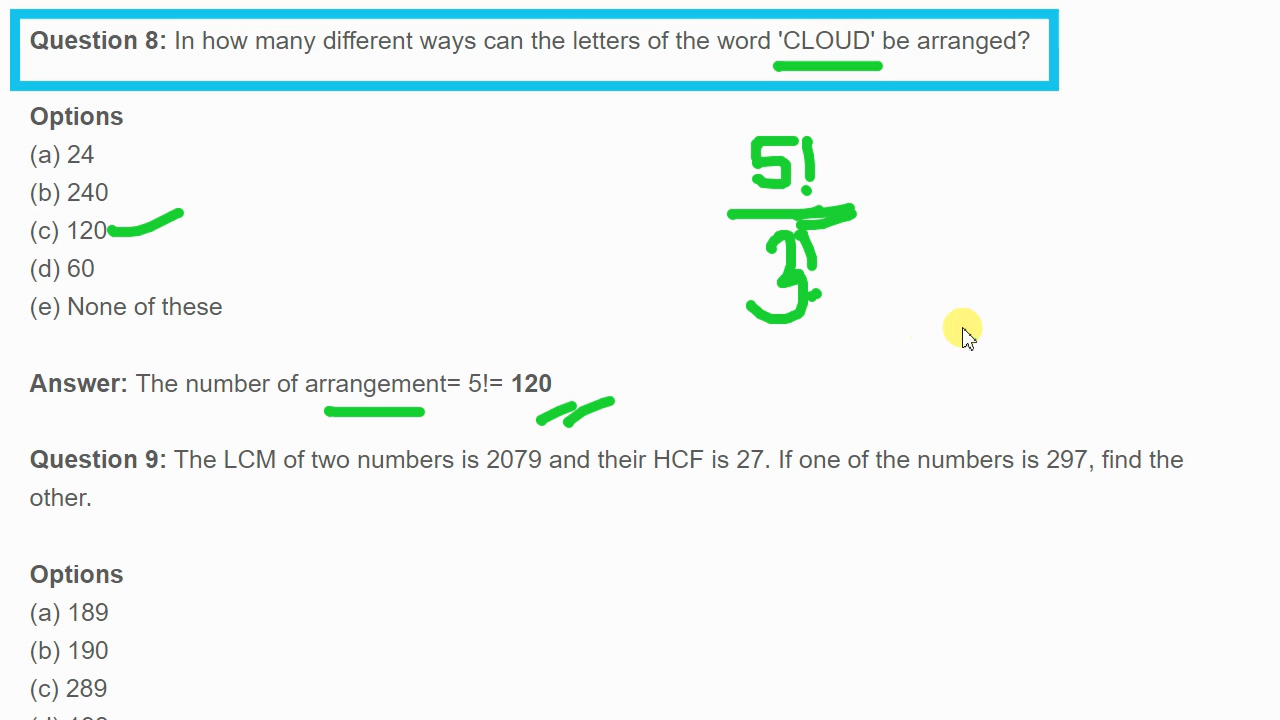 Question 8: In how many different ways can the letters of the word 'CLOUD' be arranged?
Options
(a) 24
(b) 240
(c) 120
(d) 60
(e) None of these
5!
Answer: The number of arrangement= 5!= 120
Question 9: The LCM of two numbers is 2079 and their HCF is 27. If one of the numbers is 297, find the
other.
Options
(a) 189
(b) 190
(c) 289